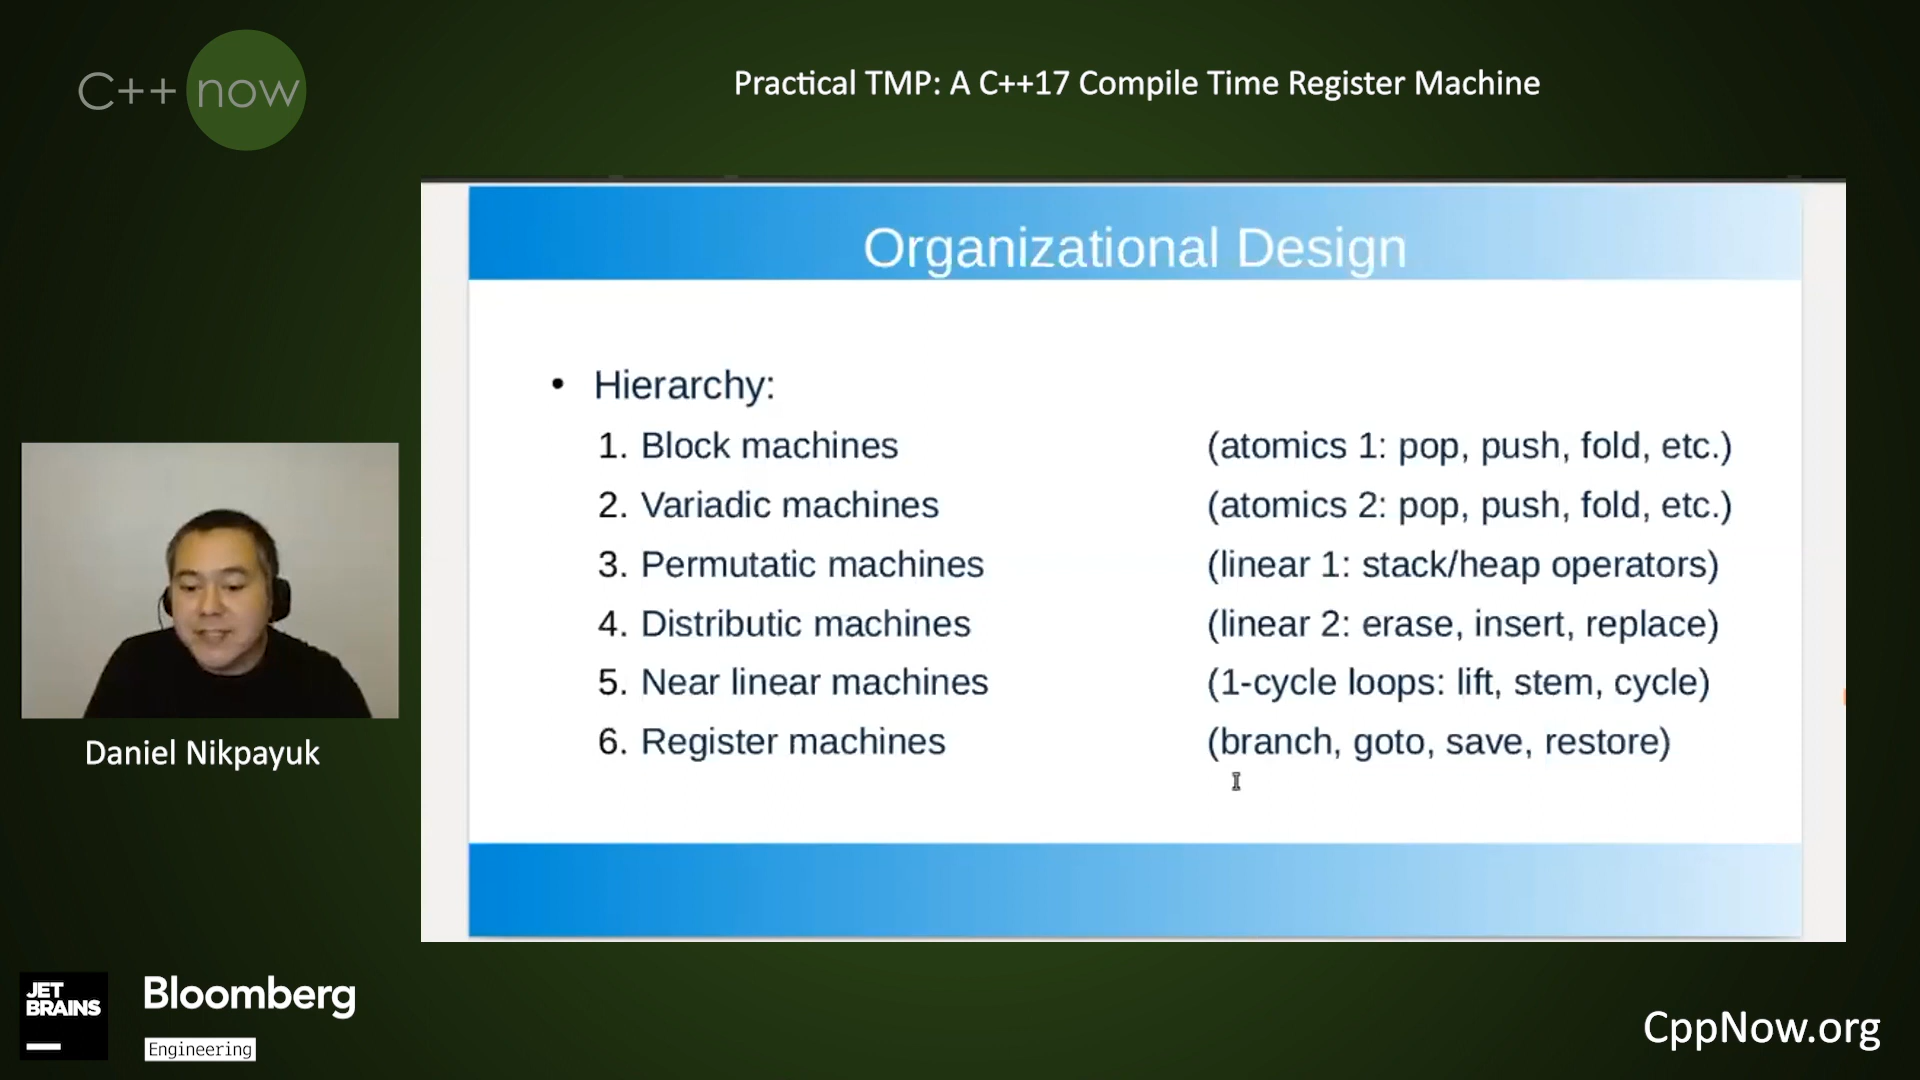 C++ now
Practical TMP: A C++17 Compile Time Register Machine
Organizational Design
• Hierarchy:
1. Block machines (atomics 1: pop, push, fold, etc.)
2. Variadic machines (atomics 2: pop, push, fold, etc.)
3. Permutatic machines (linear 1: stack/heap operators)
4. Distributic machines (linear 2: erase, insert, replace)
5. Near linear machines (1-cycle loops: lift, stem, cycle)
6. Register machines (branch, goto, save, restore)
Daniel Nikpayuk
JET
BRAINS
Bloomberg
Engineering
CppNow.org